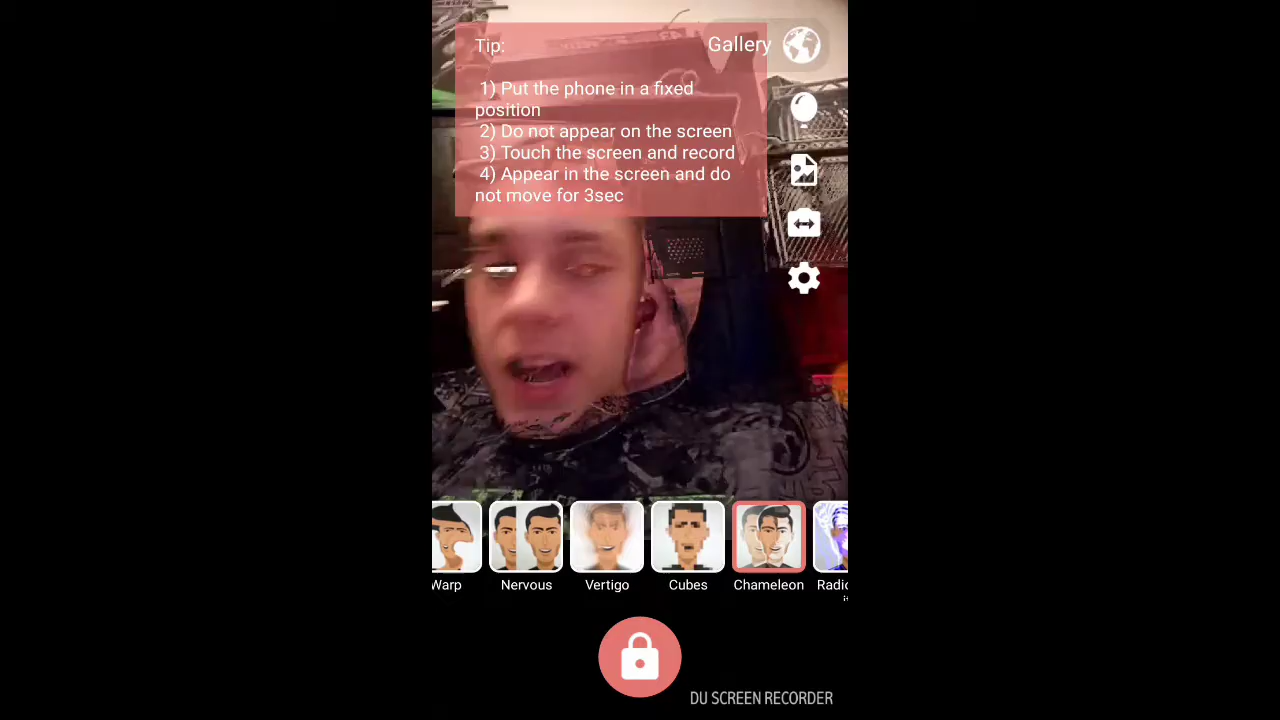 Tip:
Gallery
1) Put the phone in a fixed
position
2) Do not appear on the screen
3) Touch the screen and record
4) Appear in the screen and do
not move for 3sec
Warp
Nervous
Vertigo
Cubes
Chameleon
DU SCREEN RECORDER